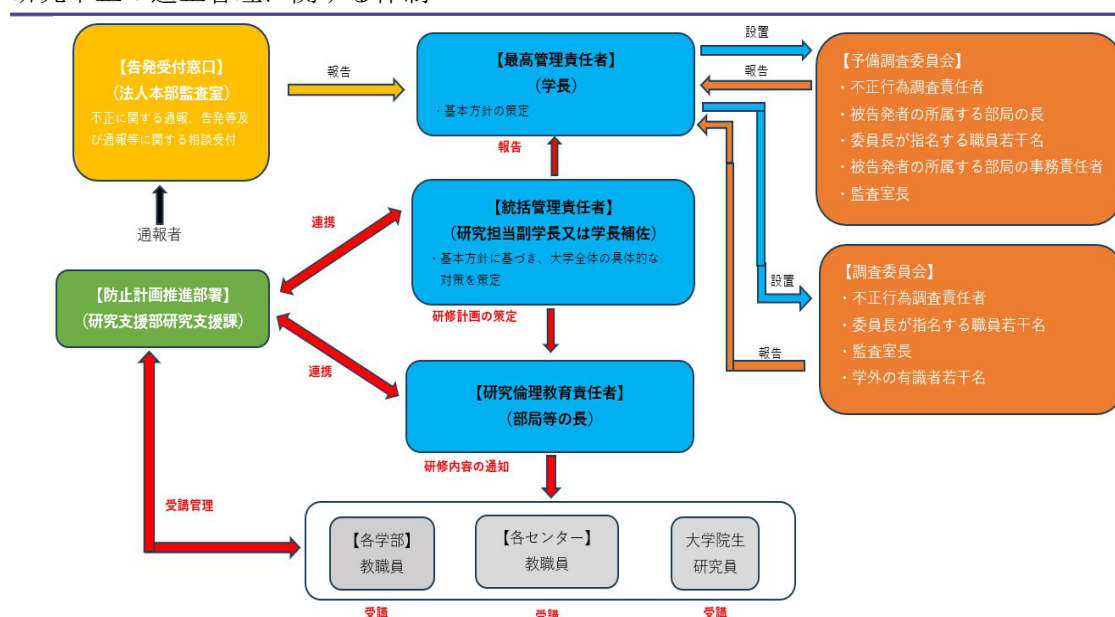 【告発受付窓口】
(法人本部監査室)
不正に関する通報、告発等及
び通報等に関する相談受付
通報者
報告
【最高管理責任者】
(学長)
・基本方針の策定
設置
報告
【予備調査委員会】
・不正行為調査責任者
・被告発者の所属する部局の長
・委員長が指名する職員若干名
・被告発者の所属する部局の事務責任者
・監査室長
報告
【統括管理責任者】
(研究担当副学長又は学長補佐)
・基本方針に基づき、大学全体の具体的な
対策を策定
連携
【防止計画推進部署】
(研究支援部研究支援課)
設置
報告
【調査委員会】
・不正行為調査責任者
・委員長が指名する職員若干名
・監査室長
・学外の有識者若干名
研修計画の策定
連携
【研究倫理教育責任者】
(部局等の長)
研修内容の通知
受講管理
【各学部】
教職員
【各センター】
教職員
大学院生
研究員
受講
受講
受講